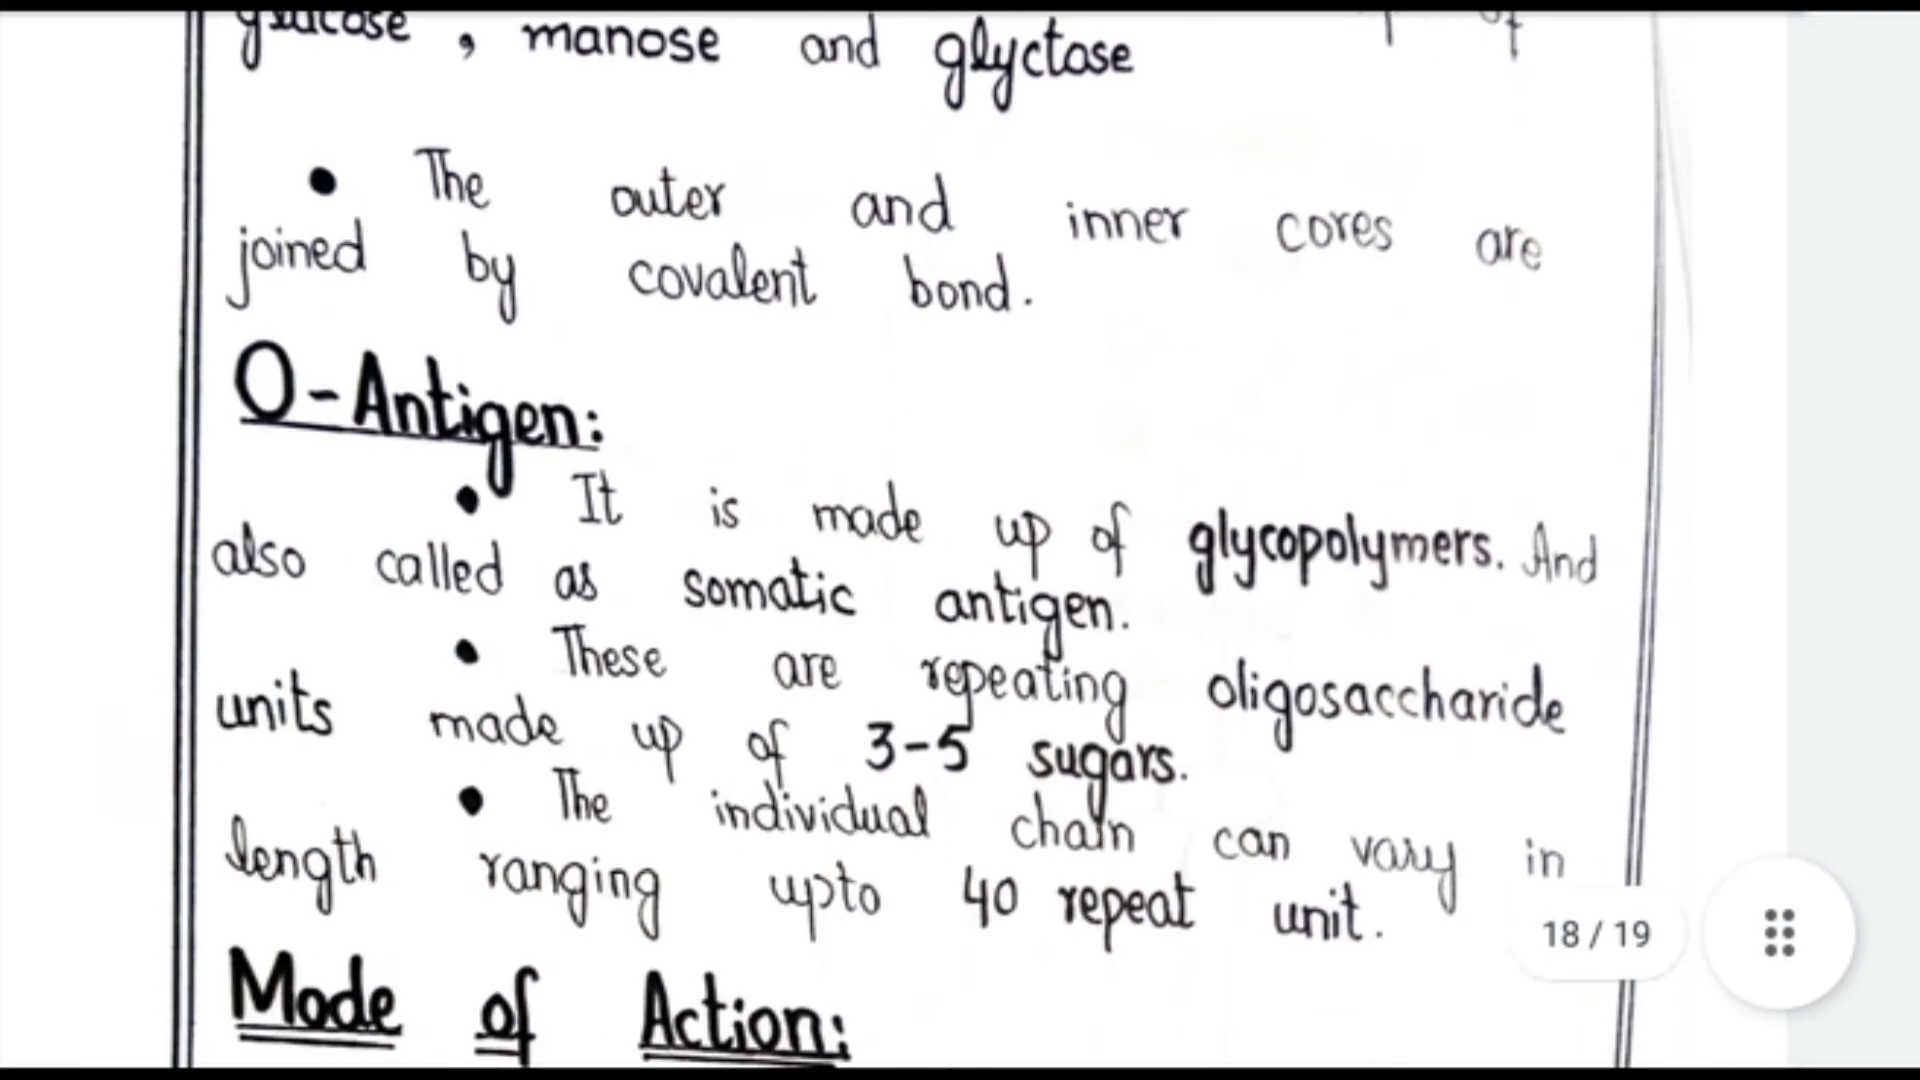 glucose, manose and glyctose
• The outer and inner cores are
joined by covalent bond.
O-Antigen:
• It is made up of glycopolymers. And
also called as somatic antigen.
• These are repeating oligosaccharide
units made up of 3-5 sugars.
• The individual chain can vary in
length ranging upto 40 repeat unit.
18 / 19
Mode of Action: